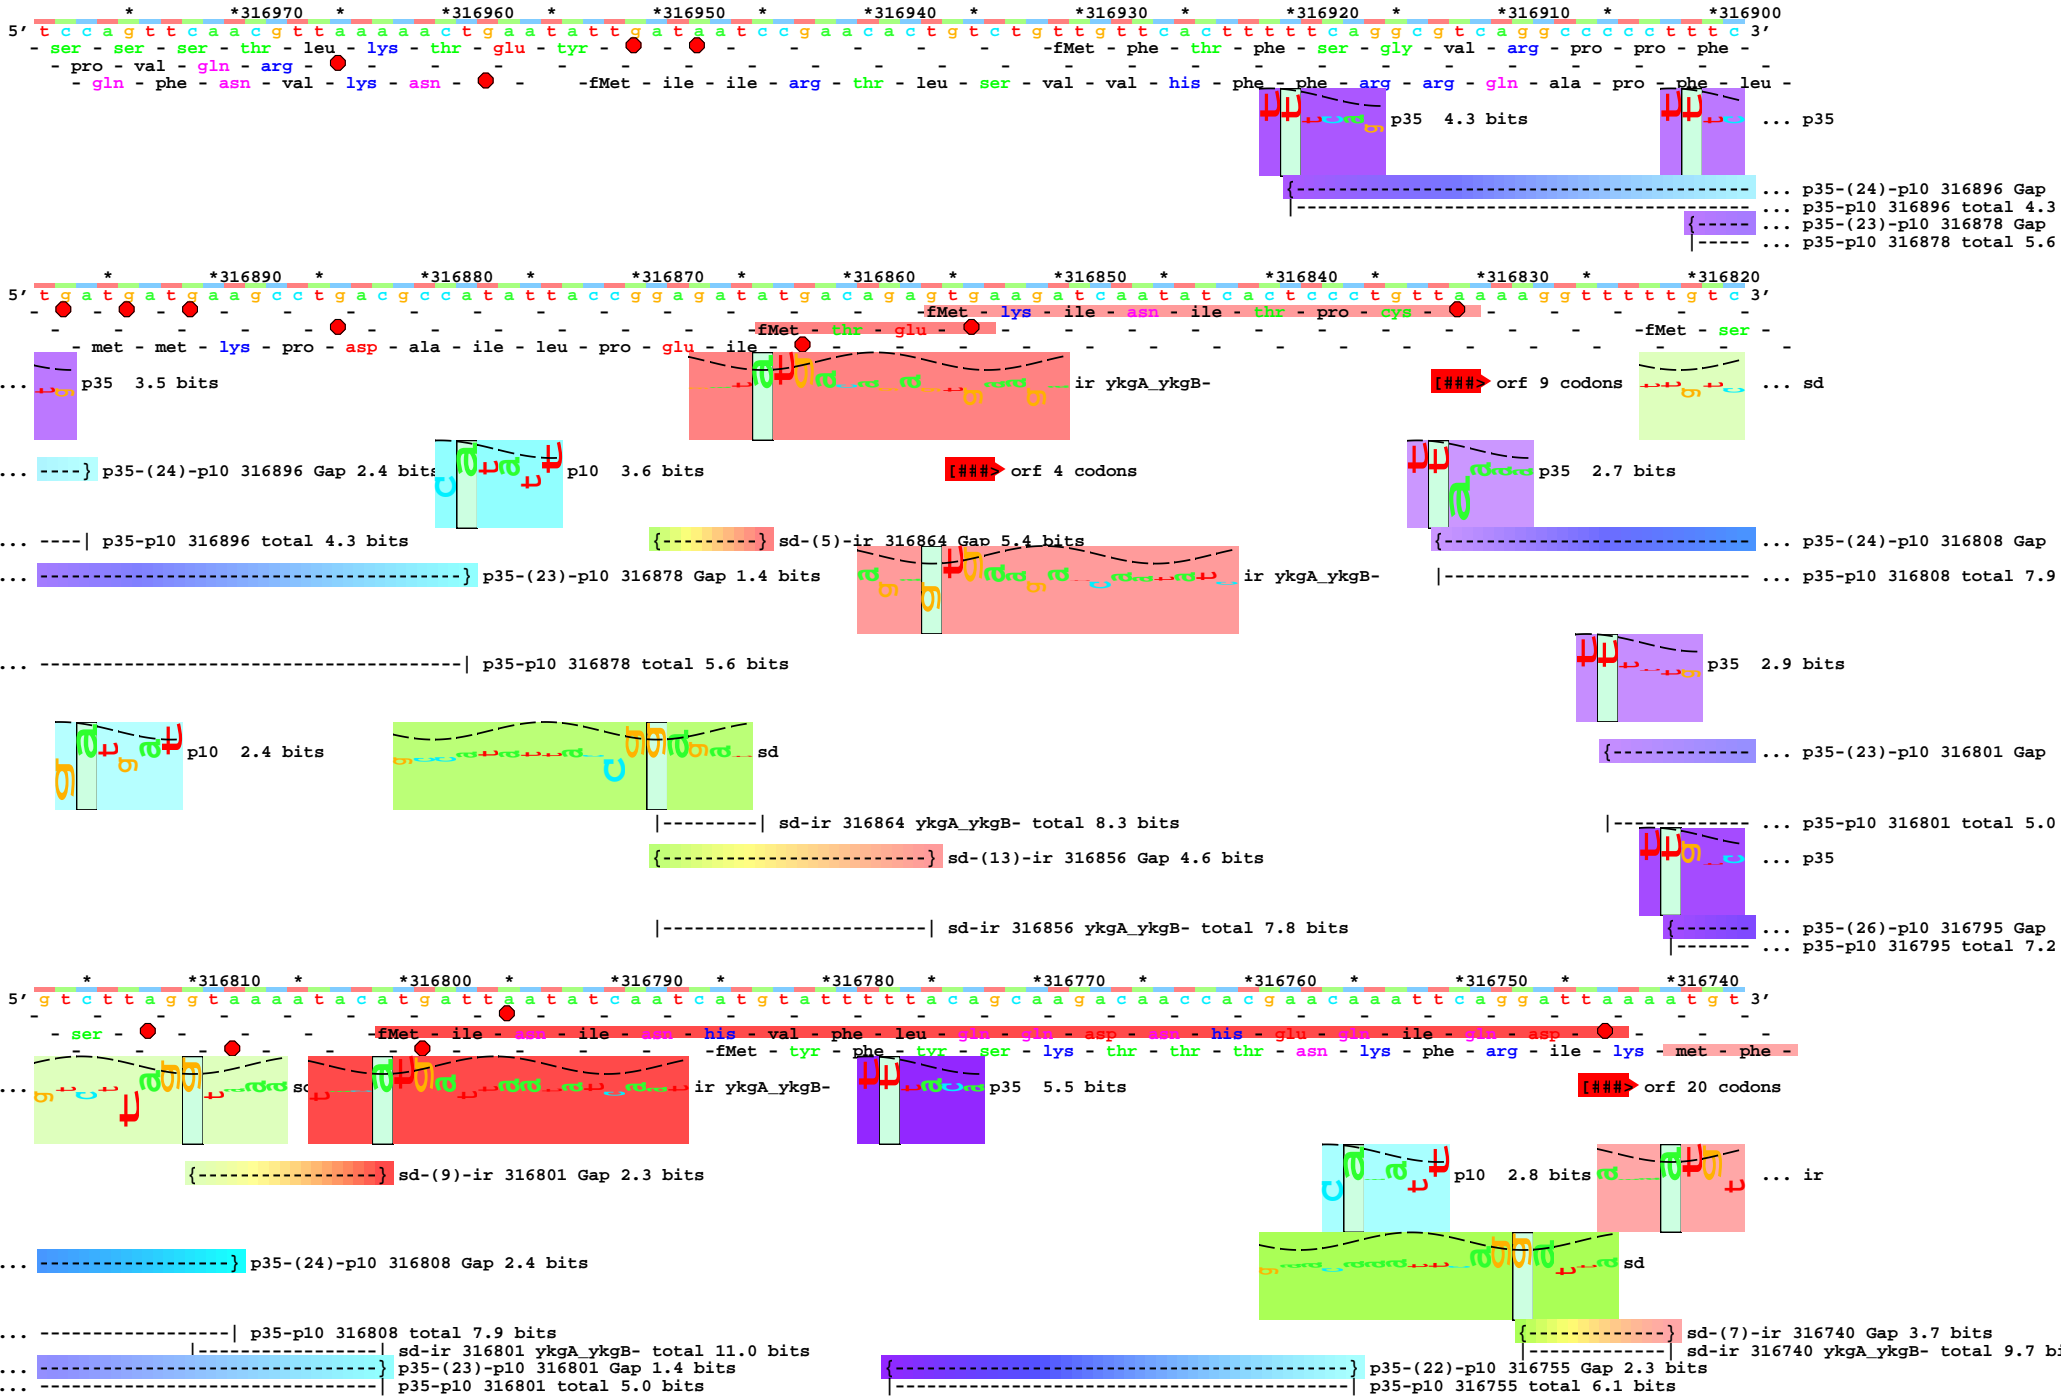 * *316970 * *316960 * *316950 * *316940 * *316930 * *316920 * *316910 * *316900
5' t c c a g t t c a a c g t t a a a a a c t g a a t a t t g a t a a t c c g a a c a c t g t c t g t t g t t c a c t t t t t c a g g c g t c a g g c c c c c t t t c 3'
- ser - ser - ser - thr - leu - lys - thr - glu - tyr - - - - - - - -fMet - phe - thr - phe - ser - gly - val - arg - pro - pro - phe -
- pro - val - gln - arg - - - - - - - - - - - - - - - - - - - - - - -
- gln - phe - asn - val - lys - asn - - -fMet - ile - ile - arg - thr - leu - ser - val - val - his - phe - phe - arg - arg - gln - ala - pro - phe - leu -
p35 4.3 bits ... p35
... p35-(24)-p10 316896 Gap
... p35-p10 316896 total 4.3
... p35-(23)-p10 316878 Gap
... p35-p10 316878 total 5.6
* *316890 * *316880 * *316870 * *316860 * *316850 * *316840 * *316830 * *316820
5' t g a t g a t g a a g c c t g a c g c c a t a t t a c c g g a g a t a t g a c a g a g t g a a g a t c a a t a t c a c t c c c t g t t a a a a g g t t t t t g t c 3'
fMet - lys - ile - asn - ile - thr - pro - cys -
fMet - thr - glu - -fMet - ser -
- met - met - lys - pro - asp - ala - ile - leu - pro - glu - ile -
... p35 3.5 bits ir ykgA_ykgB- [###> orf 9 codons ... sd
... ----} p35-(24)-p10 316896 Gap 2.4 bits p10 3.6 bits [###> orf 4 codons p35 2.7 bits
... ----| p35-p10 316896 total 4.3 bits {---------} sd-(5)-ir 316864 Gap 5.4 bits ... p35-(24)-p10 316808 Gap
... } p35-(23)-p10 316878 Gap 1.4 bits ir ykgA_ykgB- ... p35-p10 316808 total 7.9
... | p35-p10 316878 total 5.6 bits p35 2.9 bits
p10 2.4 bits sd ... p35-(23)-p10 316801 Gap
|---------| sd-ir 316864 ykgA_ykgB- total 8.3 bits ... p35-p10 316801 total 5.0
sd-(13)-ir 316856 Gap 4.6 bits ... p35
sd-ir 316856 ykgA_ykgB- total 7.8 bits ... p35-(26)-p10 316795 Gap
... p35-p10 316795 total 7.2
* *316810 * *316800 * *316790 * *316780 * *316770 * *316760 * *316750 * *316740
5' g t c t t a g g t a a a a t a c a t g a t t a a t a t c a a t c a t g t a t t t t t a c a g c a a g a c a a c c a c g a a c a a a t t c a g g a t t a a a a t g t 3'
- ser - -fMet - ile - asn - ile - asn - his - val - phe - leu - gln - gln - asp - asn - his - glu - gln - ile - gln - asp -
-fMet - tyr - phe - tyr - ser - lys - thr - thr - thr - asn - lys - phe - arg - ile - lys - met - phe -
... sd ir ykgA_ykgB- p35 5.5 bits [###> orf 20 codons
sd-(9)-ir 316801 Gap 2.3 bits p10 2.8 bits ... ir
... p35-(24)-p10 316808 Gap 2.4 bits sd
... p35-p10 316808 total 7.9 bits sd-(7)-ir 316740 Gap 3.7 bits
sd-ir 316801 ykgA_ykgB- total 11.0 bits sd-ir 316740 ykgA_ykgB- total 9.7 bi
... p35-(23)-p10 316801 Gap 1.4 bits p35-(22)-p10 316755 Gap 2.3 bits
... p35-p10 316801 total 5.0 bits p35-p10 316755 total 6.1 bits